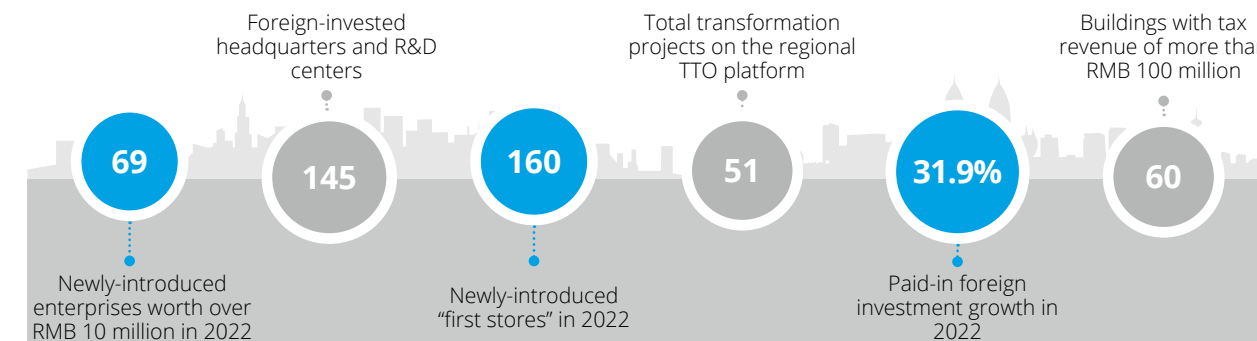 Foreign-invested
headquarters and R&D
centers
Total transformation
projects on the regional
TTO platform
Buildings with tax
revenue of more tha
RMB 100 million
69
145
160
51
31.9%
60
Newly-introduced
enterprises worth over
RMB 10 million in 2022
Newly-introduced
“first stores” in 2022
Paid-in foreign
investment growth in
2022